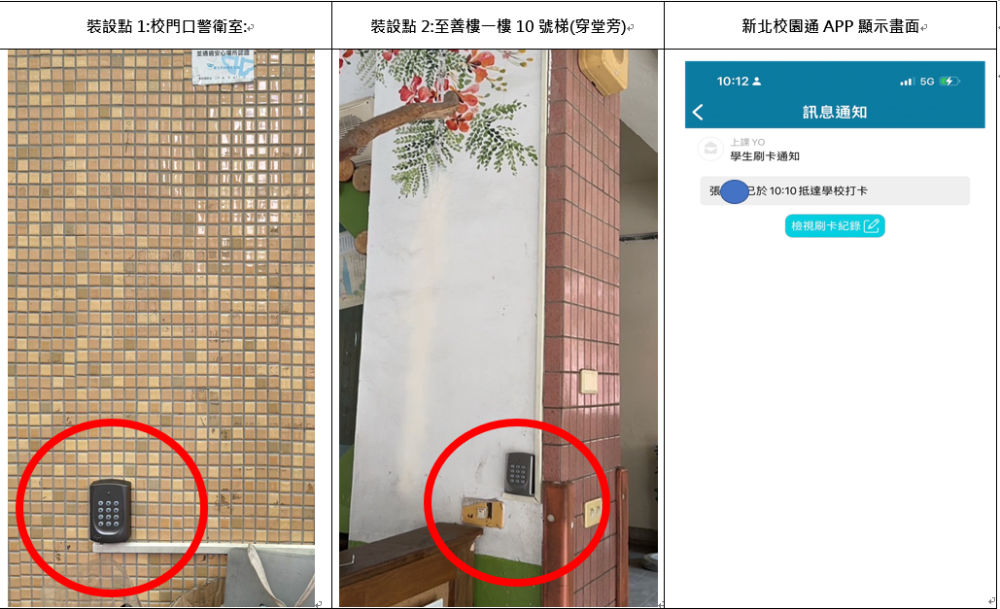 裝設點 1:校門口警衛室:
裝設點 2:至善樓一樓 10 號梯(穿堂旁)
新北校園通 APP 顯示畫面
10:12
5G
訊息通知
上課 YO
學生刷卡通知
張 已於 10:10 抵達學校打卡
檢視刷卡紀錄